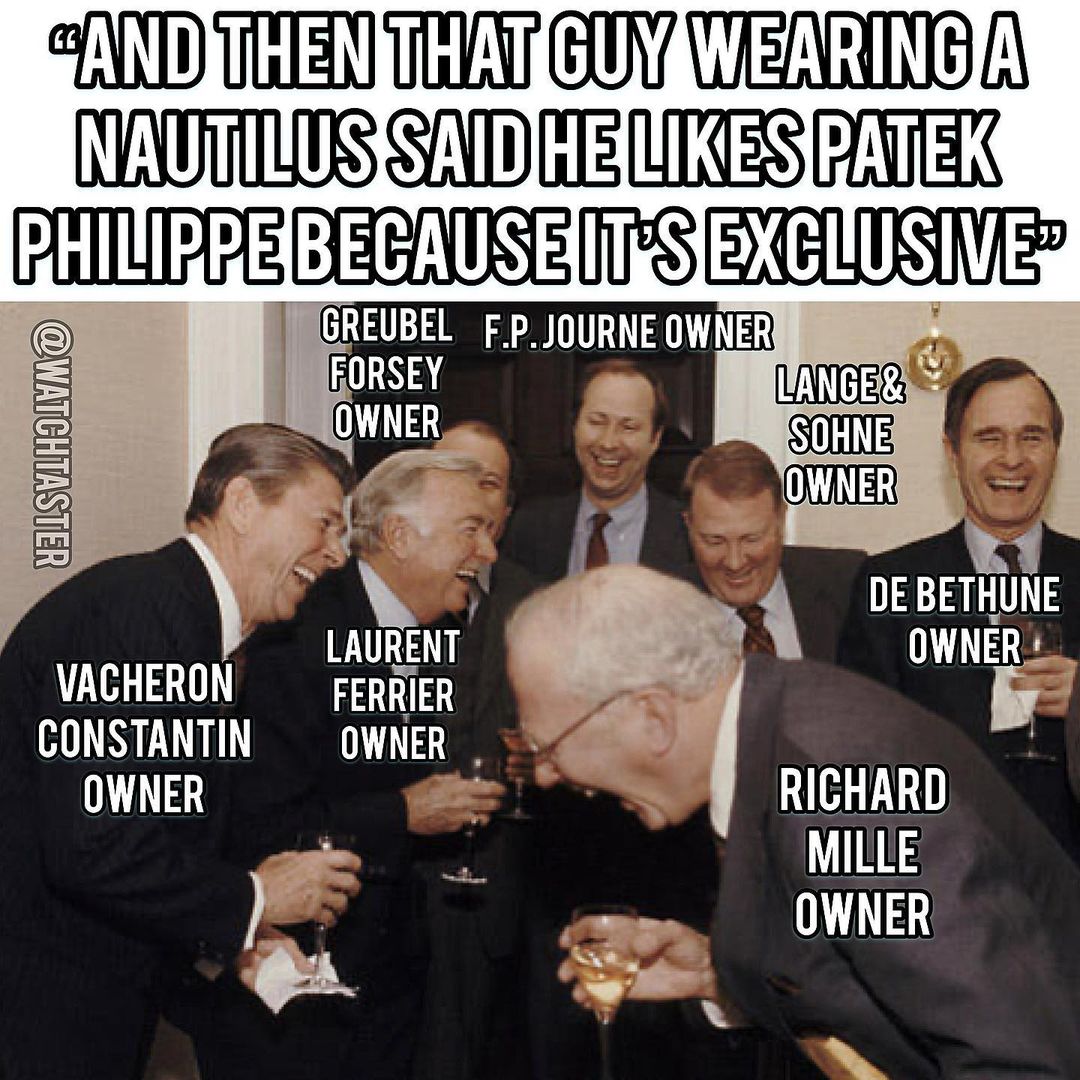 “AND THEN THAT GUY WEARING A
NAUTILUS SAID HE LIKES PATEK
PHILIPPE BECAUSE IT’S EXCLUSIVE”
@WATCHTASTER
GREUBEL
FORSEY
OWNER
F.P. JOURNE OWNER
LANGE &
SOHNE
OWNER
DE BETHUNE
OWNER
LAURENT
FERRIER
OWNER
VACHERON
CONSTANTIN
OWNER
RICHARD
MILLE
OWNER